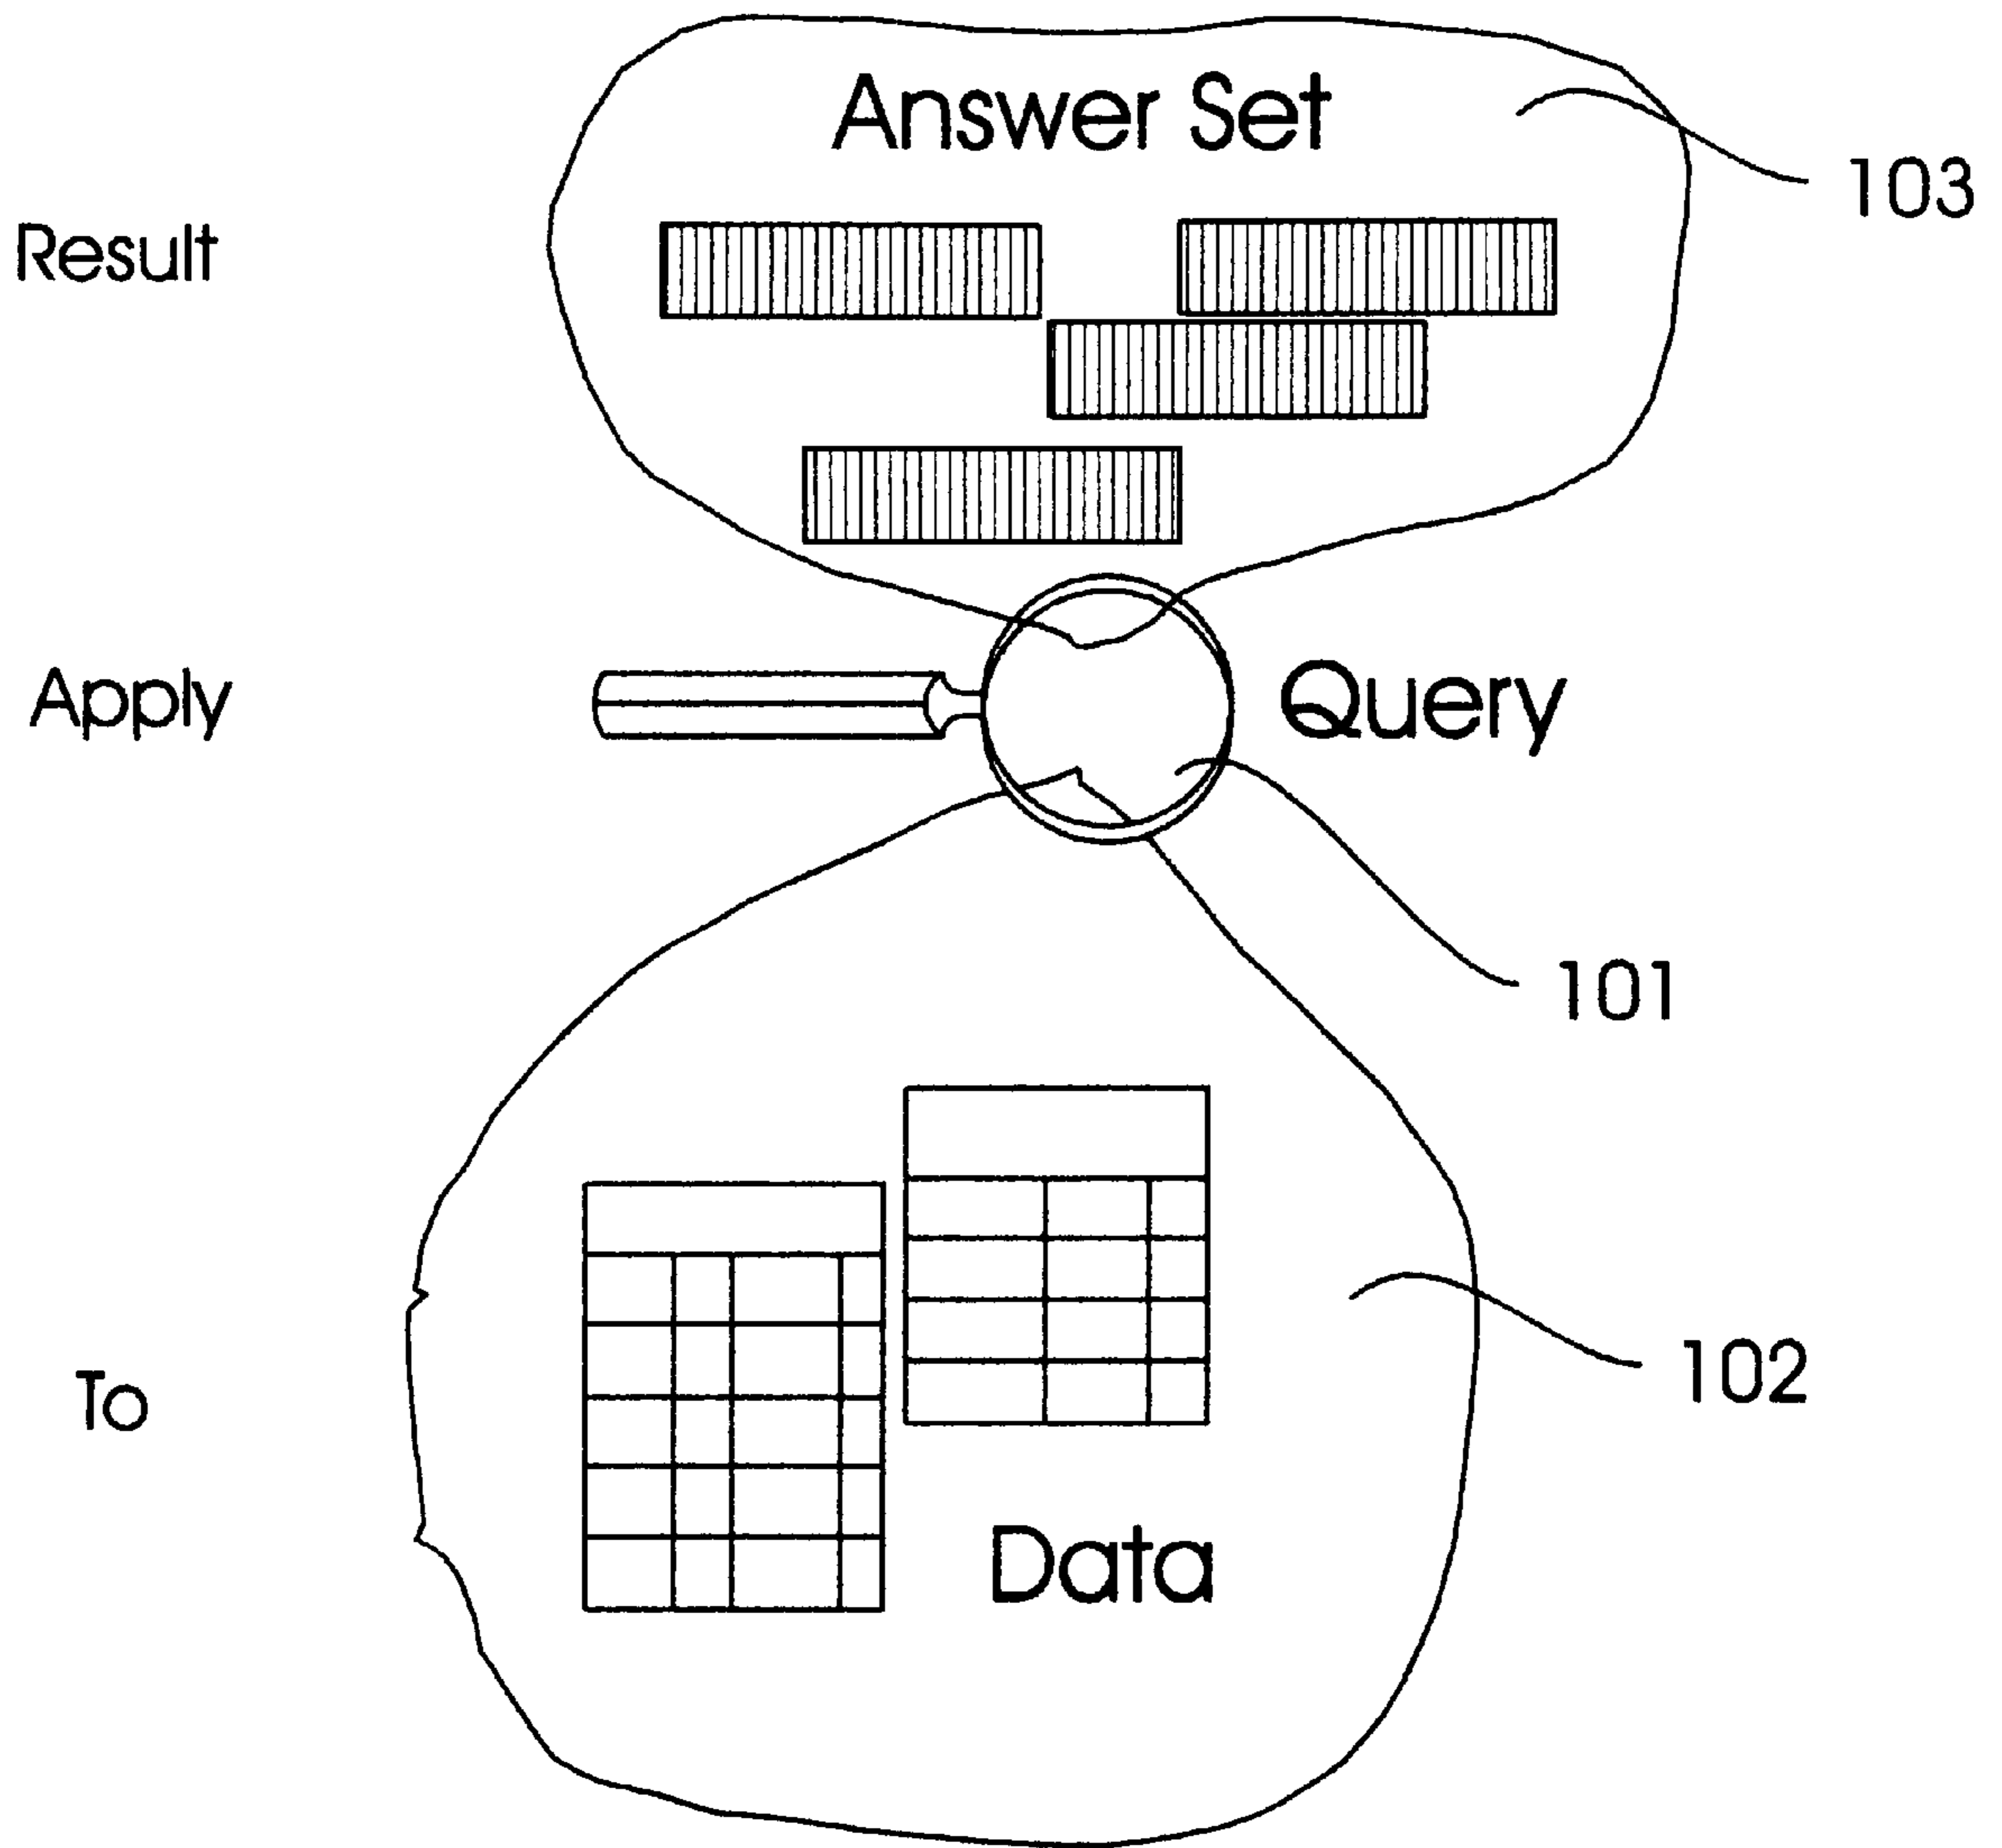 Answer Set
103
Result
Apply
Query
101
102
To
Data